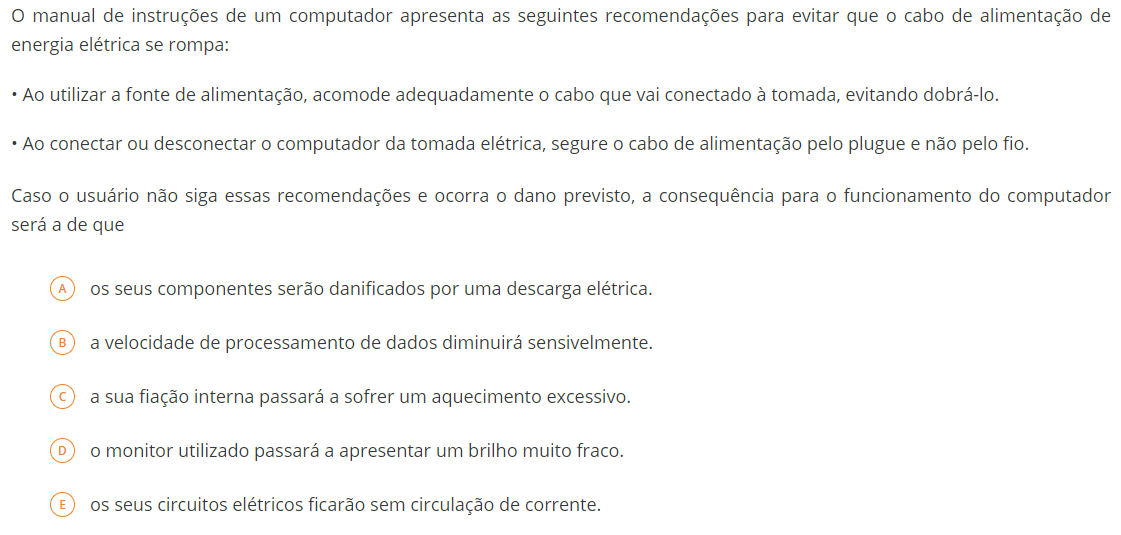 O manual de instruções de um computador apresenta as seguintes recomendações para evitar que o cabo de alimentação de
energia elétrica se rompa:
• Ao utilizar a fonte de alimentação, acomode adequadamente o cabo que vai conectado à tomada, evitando dobrá-lo.
• Ao conectar ou desconectar o computador da tomada elétrica, segure o cabo de alimentação pelo plugue e não pelo fio.
Caso o usuário não siga essas recomendações e ocorra o dano previsto, a consequência para o funcionamento do computador
será a de que
A os seus componentes serão danificados por uma descarga elétrica.
B a velocidade de processamento de dados diminuirá sensivelmente.
C a sua fiação interna passará a sofrer um aquecimento excessivo.
D o monitor utilizado passará a apresentar um brilho muito fraco.
E os seus circuitos elétricos ficarão sem circulação de corrente.